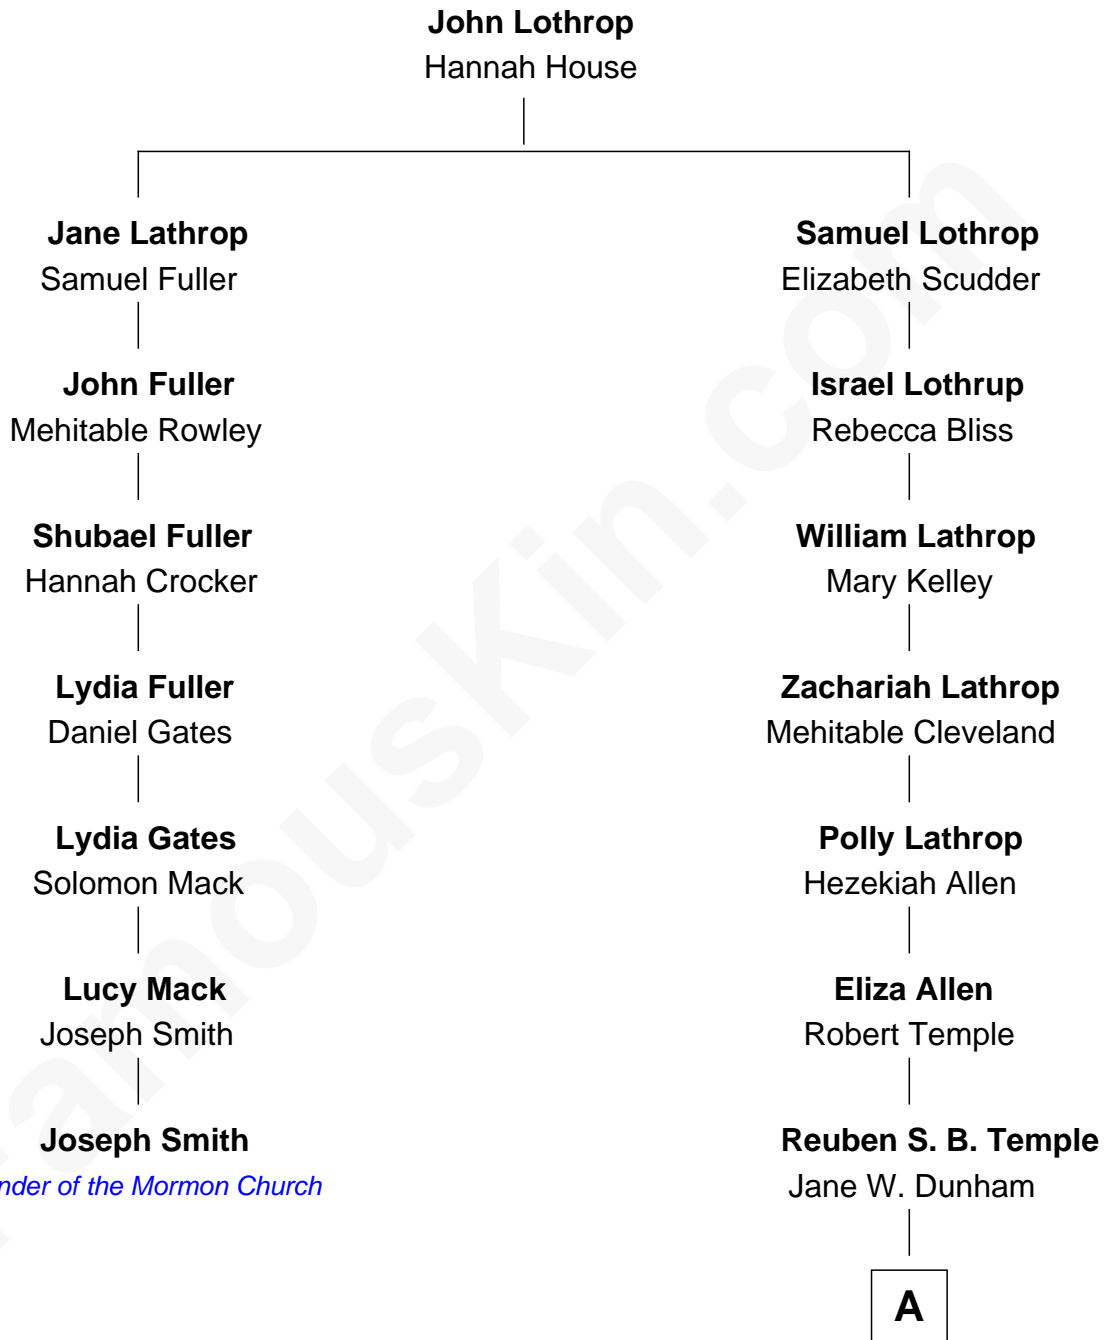 John Lothrop
Hannah House
Jane Lathrop
Samuel Fuller
John Fuller
Mehitable Rowley
Shubael Fuller
Hannah Crocker
Lydia Fuller
Daniel Gates
Lydia Gates
Solomon Mack
Lucy Mack
Joseph Smith
Joseph Smith
nder of the Mormon Church
Samuel Lothrop
Elizabeth Scudder
Israel Lothrup
Rebecca Bliss
William Lathrop
Mary Kelley
Zachariah Lathrop
Mehitable Cleveland
Polly Lathrop
Hezekiah Allen
Eliza Allen
Robert Temple
Reuben S. B. Temple
Jane W. Dunham
A
FamousKin.com